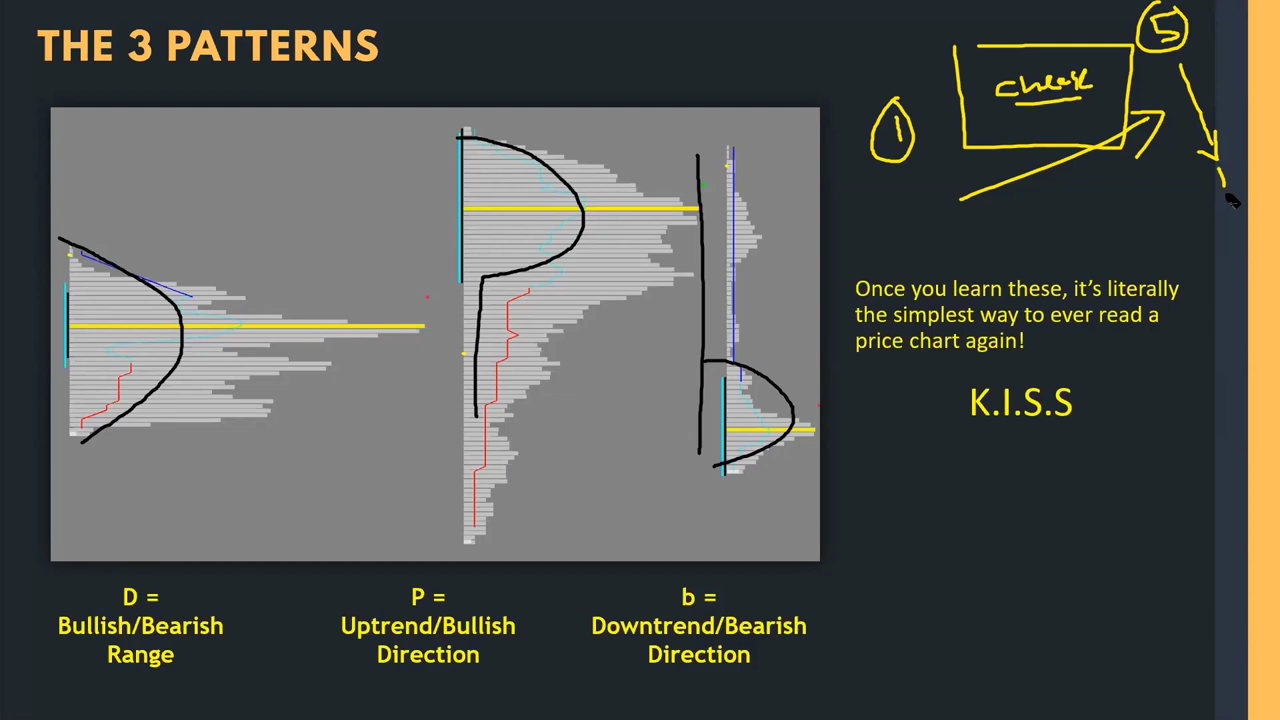 THE 3 PATTERNS
5
check
1
Once you learn these, it's literally
the simplest way to ever read a
price chart again!
K.I.S.S
D =
Bullish/Bearish
Range
P =
Uptrend/Bullish
Direction
b =
Downtrend/Bearish
Direction